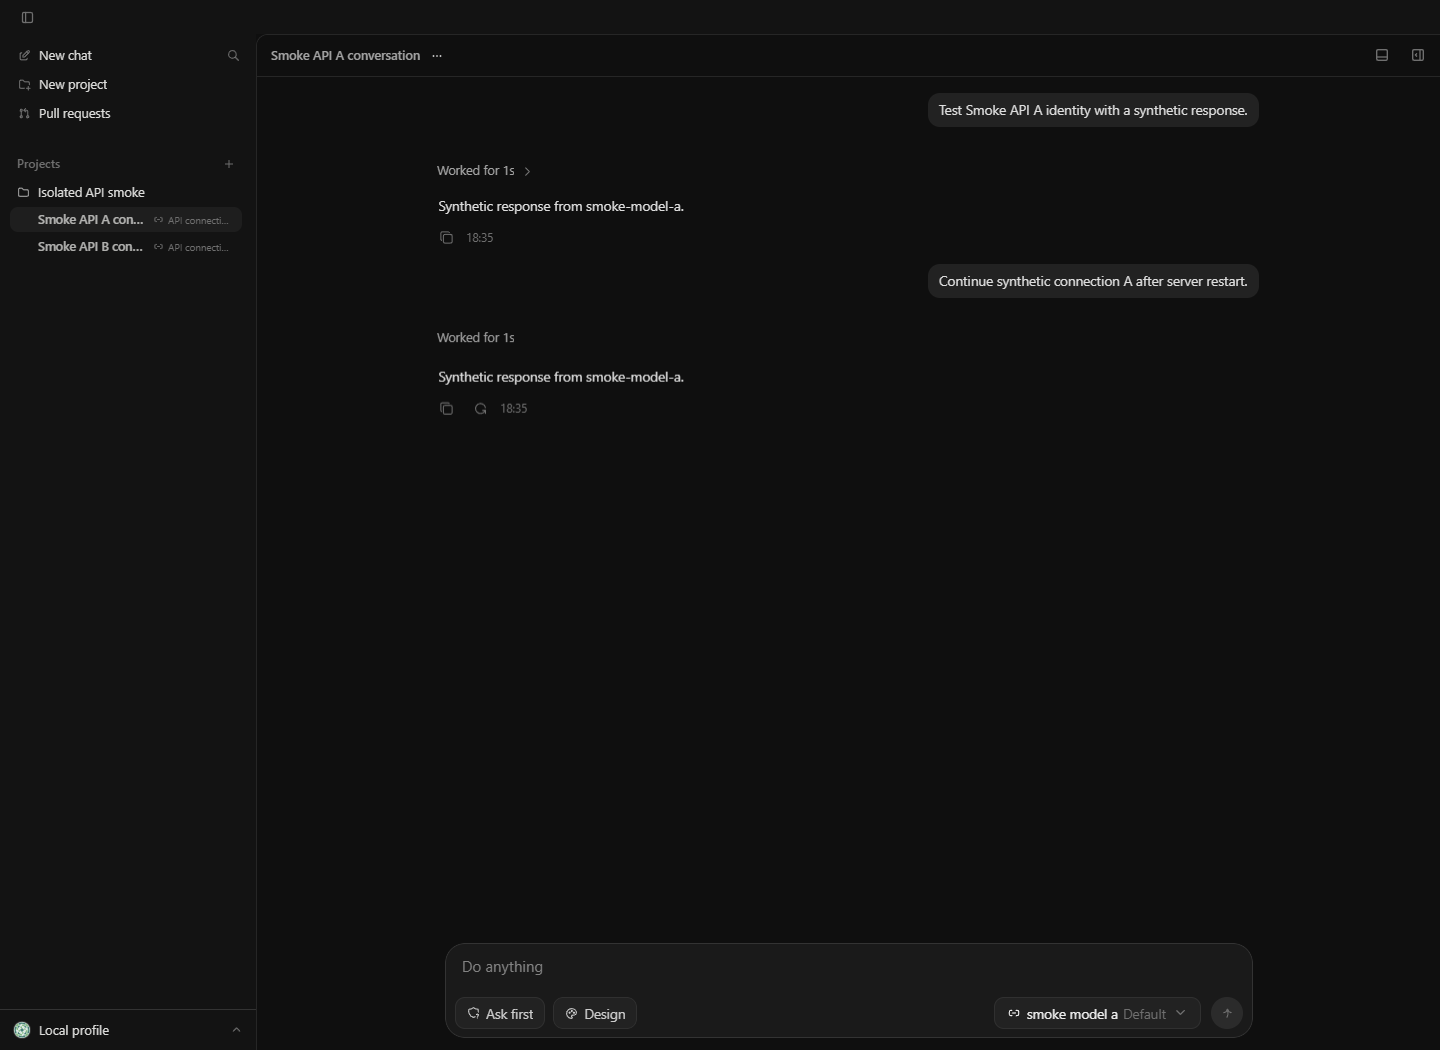 New chat
New project
Pull requests
Projects
Isolated API smoke
Smoke API A con... API connecti...
Smoke API B con... API connecti...
Local profile
Smoke API A conversation ...
Test Smoke API A identity with a synthetic response.
Worked for 1s
Synthetic response from smoke-model-a.
18:35
Continue synthetic connection A after server restart.
Worked for 1s
Synthetic response from smoke-model-a.
18:35
Do anything
Ask first Design smoke model a Default